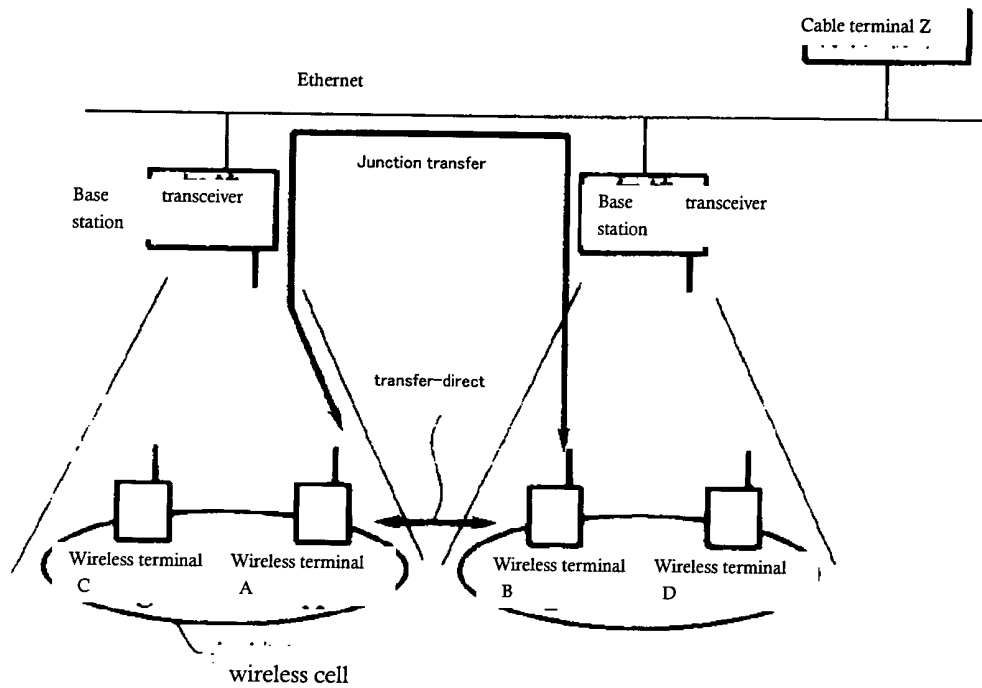 Cable terminal Z
Ethernet
Junction transfer
Base
station
transceiver
Base
station
transceiver
transfer-direct
Wireless terminal
C
Wireless terminal
A
Wireless terminal
B
Wireless terminal
D
wireless cell